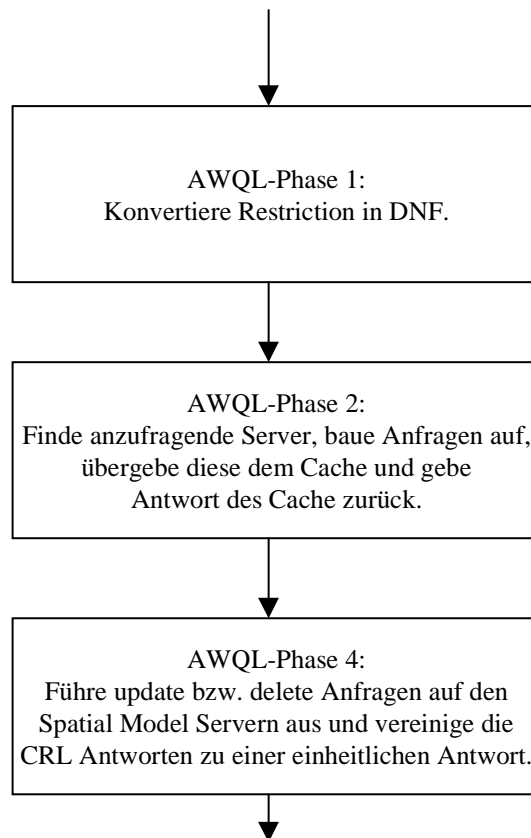 AWQL-Phase 1:
Konvertiere Restriction in DNF.
AWQL-Phase 2:
Finde anzufragende Server, baue Anfragen auf,
übergebe diese dem Cache und gebe
Antwort des Cache zurück.
AWQL-Phase 4:
Führe update bzw. delete Anfragen auf den
Spatial Model Servern aus und vereinige die
CRL Antworten zu einer einheitlichen Antwort.